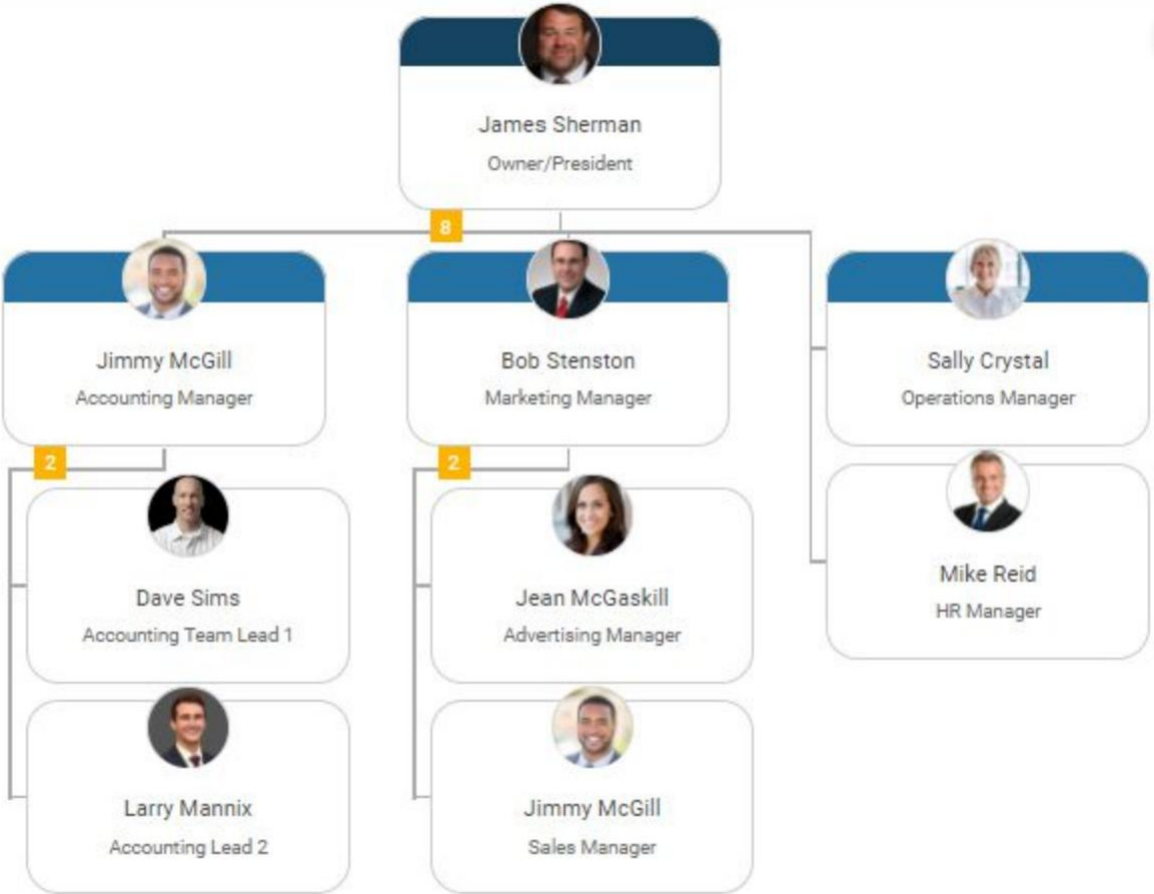 James Sherman
Owner/President
8
Jimmy McGill
Accounting Manager
Bob Stenston
Marketing Manager
Sally Crystal
Operations Manager
2
Dave Sims
Accounting Team Lead 1
Larry Mannix
Accounting Lead 2
2
Jean McGaskill
Advertising Manager
Jimmy McGill
Sales Manager
Mike Reid
HR Manager